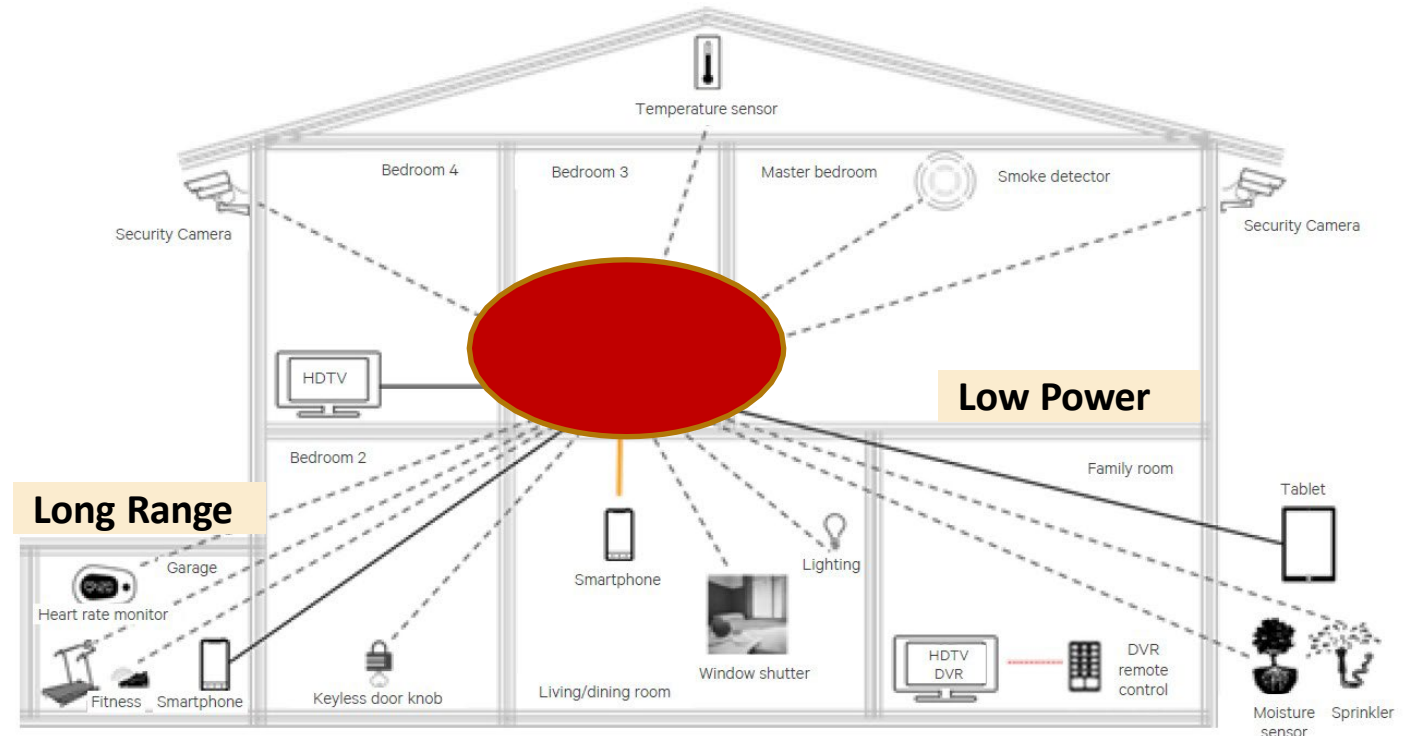 Temperature sensor
Bedroom 4
Bedroom 3
Master bedroom
Smoke detector
Security Camera
Security Camera
HDTV
Low Power
Bedroom 2
Family room
Long Range
Tablet
Garage
Heart rate monitor
Smartphone
Lighting
Fitness
Smartphone
Keyless door knob
Living/dining room
Window shutter
HDTV
DVR
DVR
remote
control
Moisture
sensor
Sprinkler